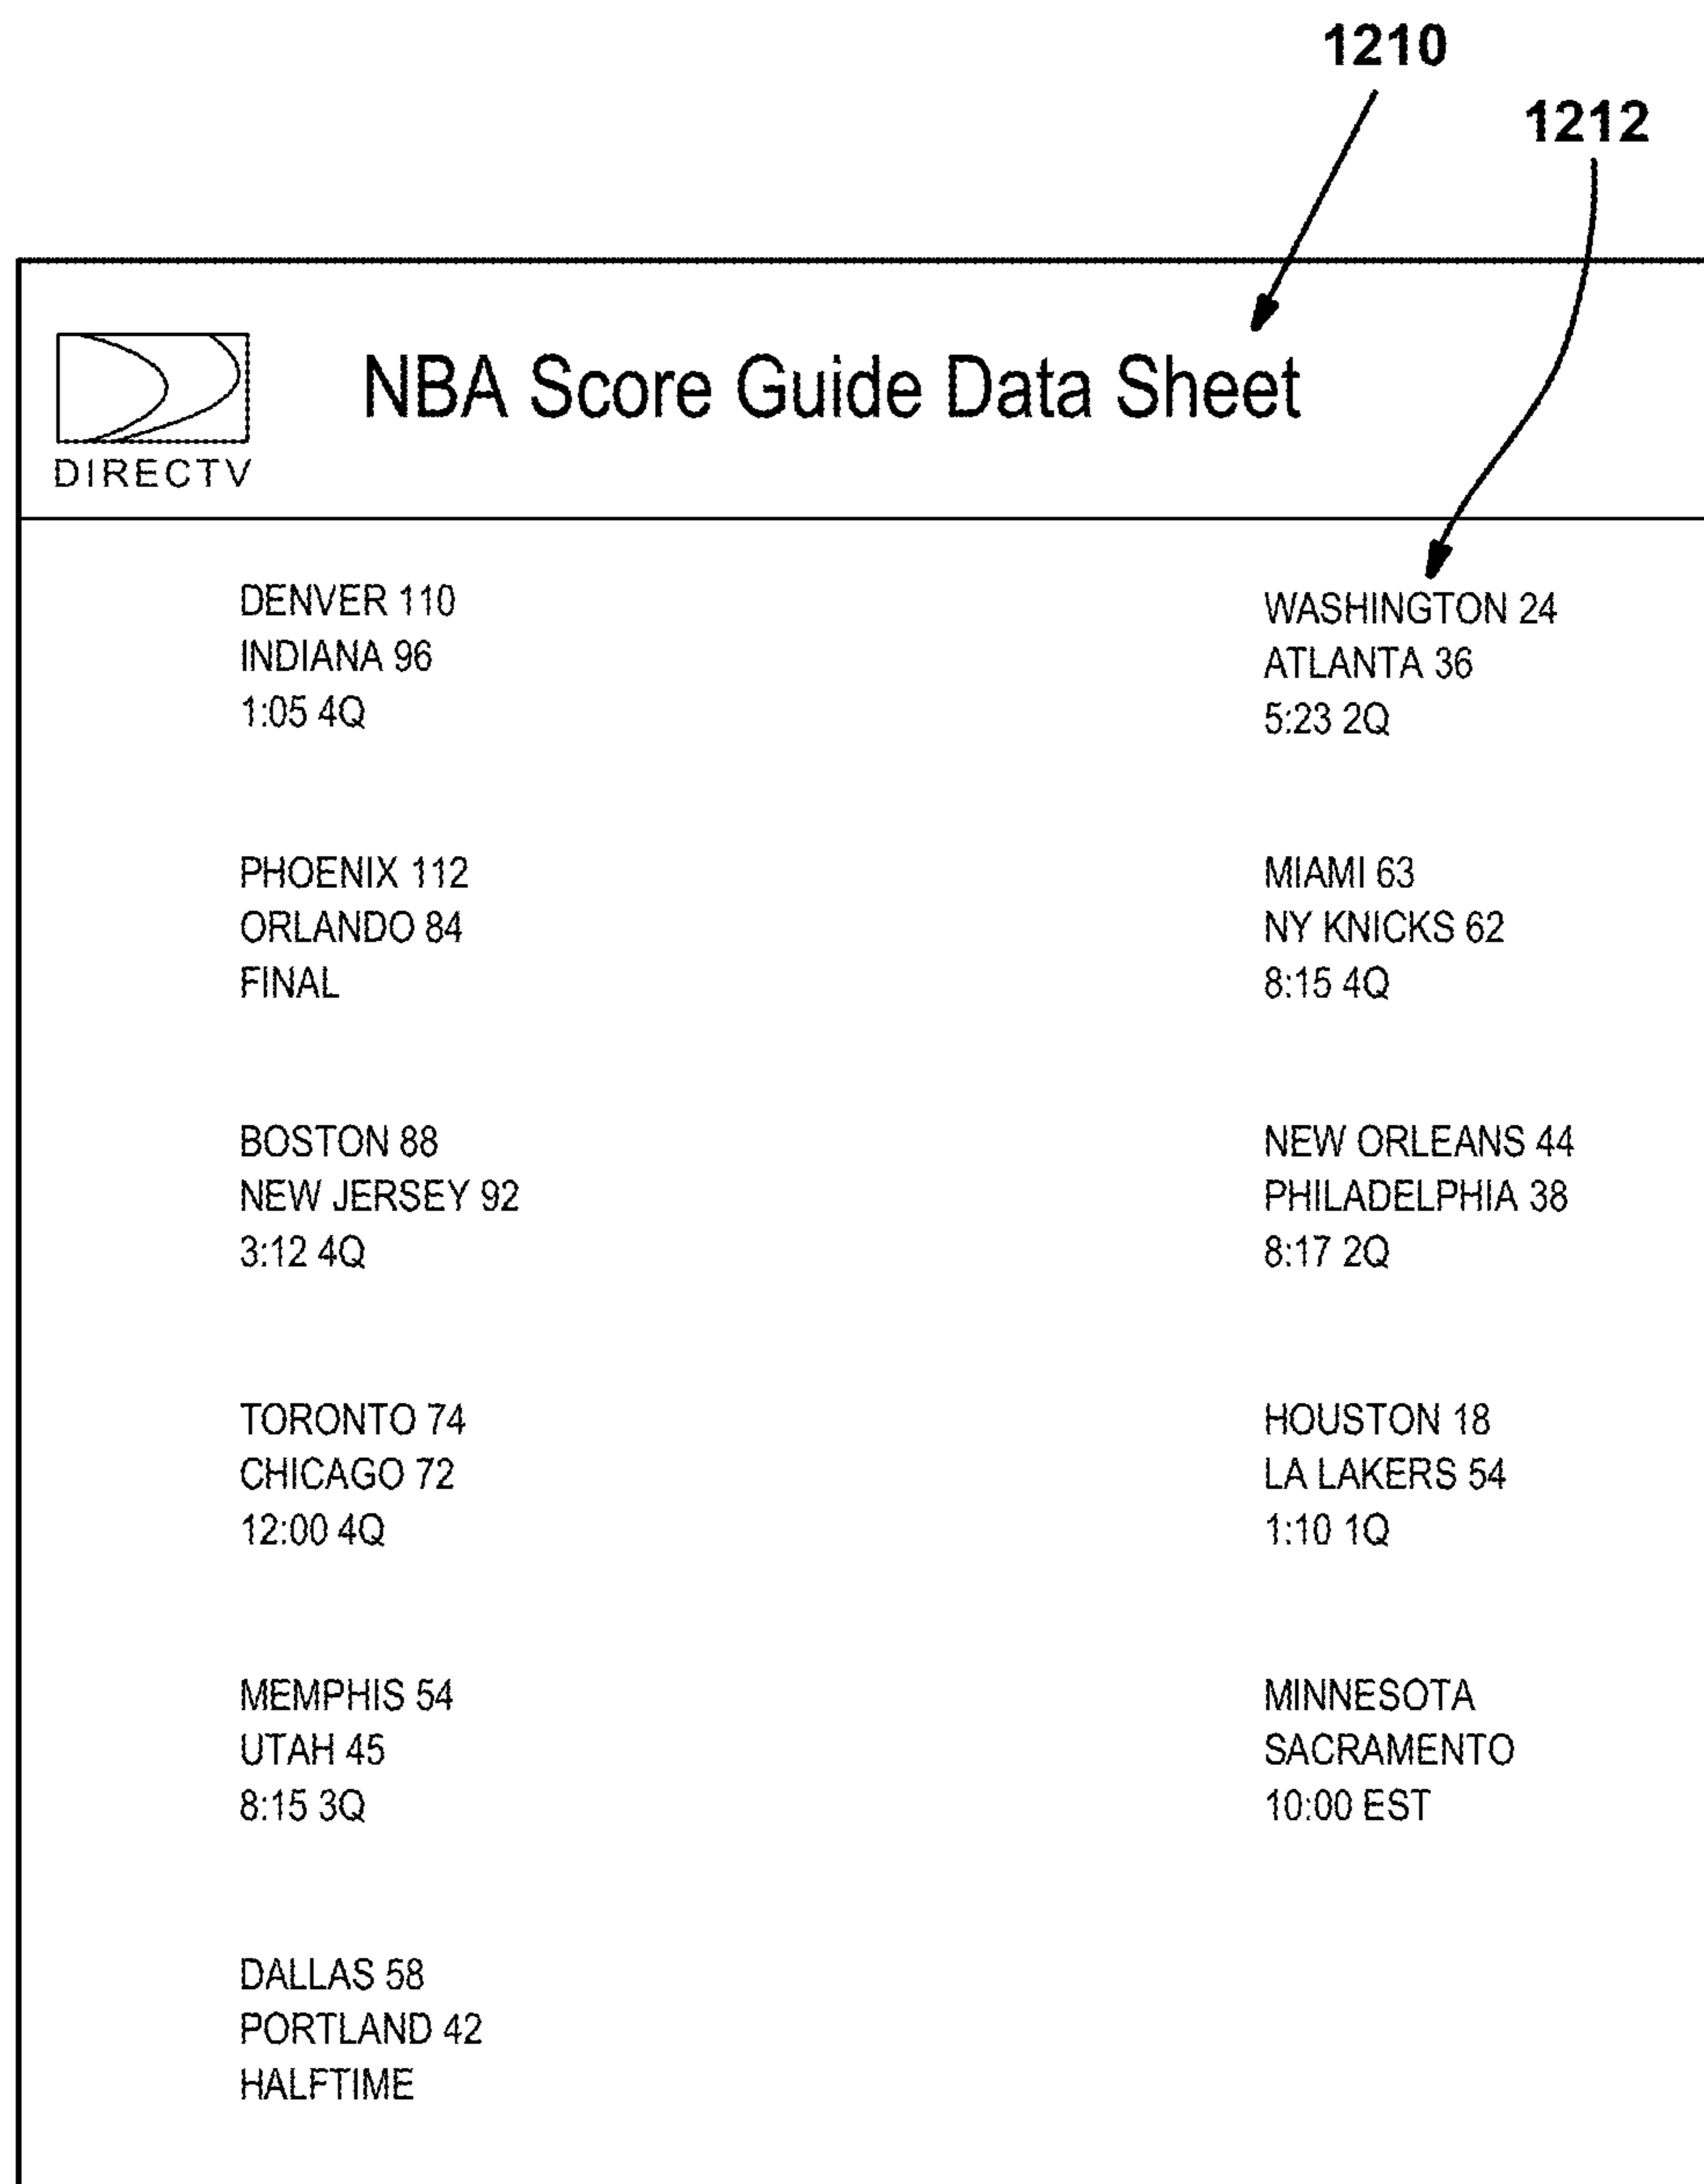 1210
1212
NBA Score Guide Data Sheet
DIRECTV
DENVER 110
INDIANA 96
1:05 4Q
WASHINGTON 24
ATLANTA 36
5:23 2Q
PHOENIX 112
ORLANDO 84
FINAL
MIAMI 63
NY KNICKS 62
8:15 4Q
BOSTON 88
NEW JERSEY 92
3:12 4Q
NEW ORLEANS 44
PHILADELPHIA 38
8:17 2Q
TORONTO 74
CHICAGO 72
12:00 4Q
HOUSTON 18
LA LAKERS 54
1:10 1Q
MEMPHIS 54
UTAH 45
8:15 3Q
MINNESOTA
SACRAMENTO
10:00 EST
DALLAS 58
PORTLAND 42
HALFTIME